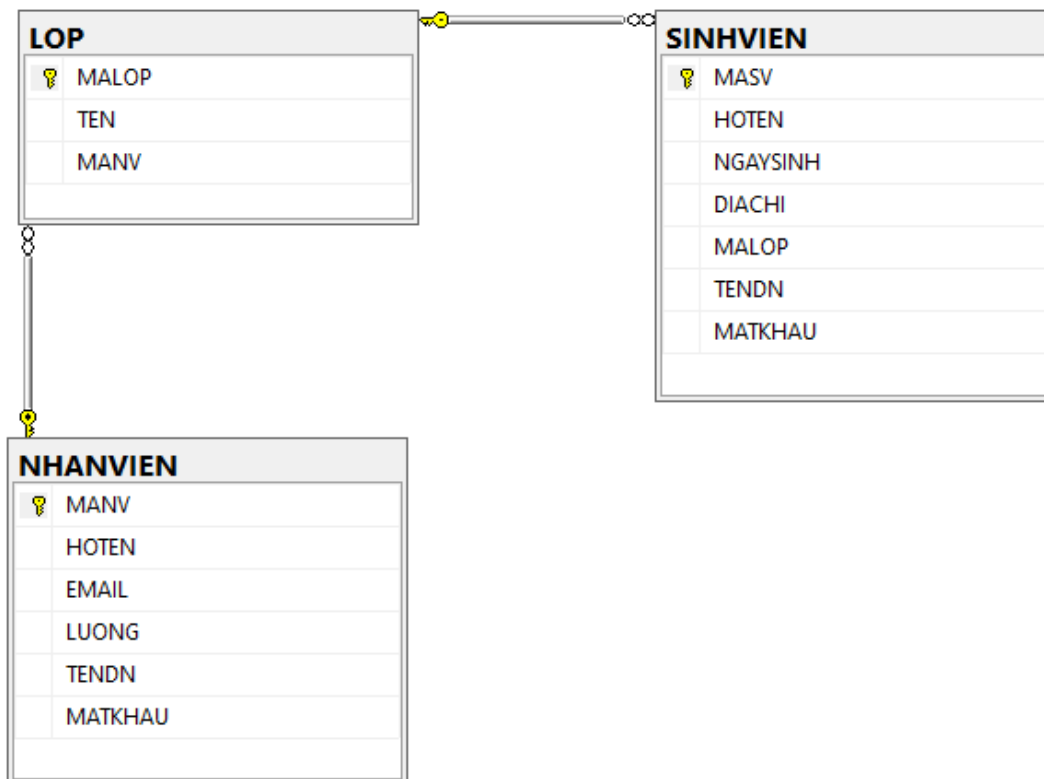 LOP
MALOP
TEN
MANV
SINHVIEN
MASV
HOTEN
NGAYSINH
DIACHI
MALOP
TENDN
MATKHAU
NHANVIEN
MANV
HOTEN
EMAIL
LUONG
TENDN
MATKHAU